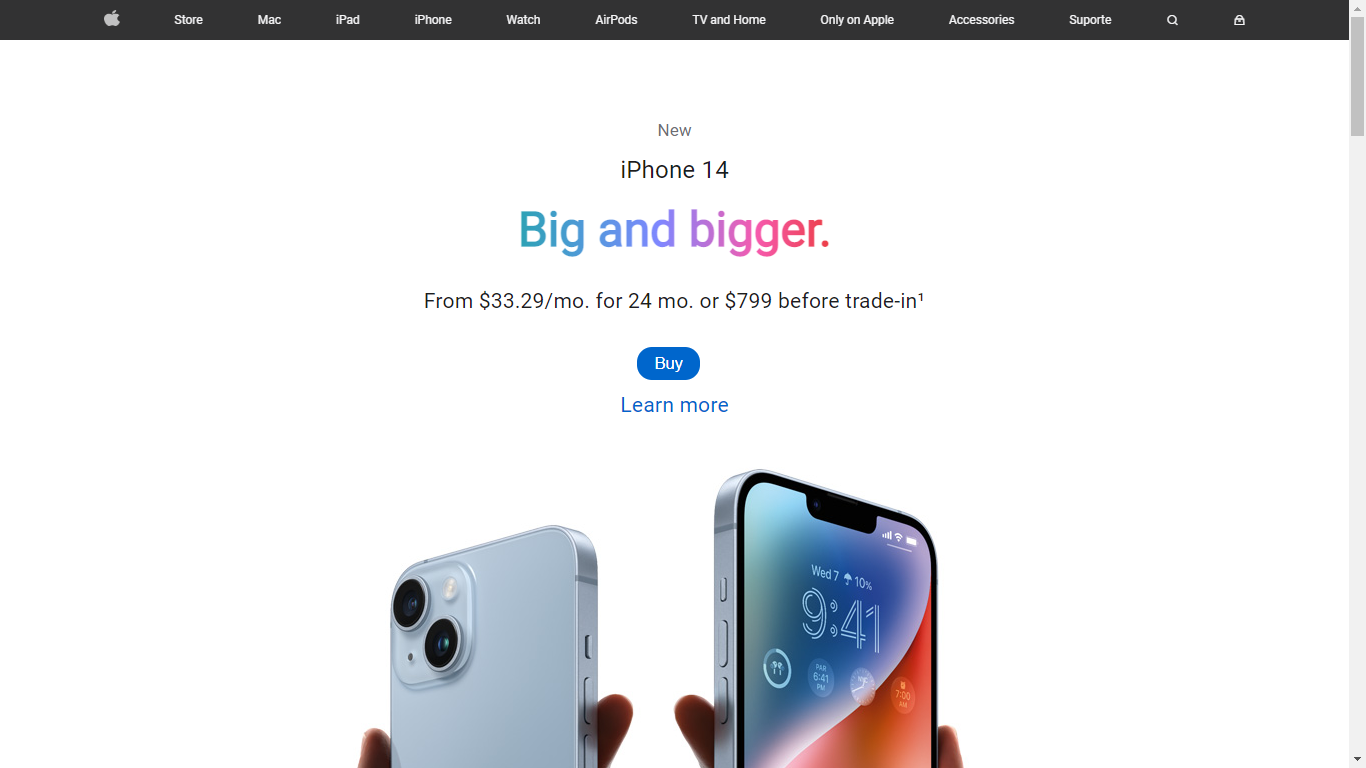 Store Mac iPad iPhone Watch AirPods TV and Home Only on Apple Accessories Suporte
New
iPhone 14
Big and bigger.
From $33.29/mo. for 24 mo. or $799 before trade-in¹
Buy
Learn more
Wed 7 10%
9:41
PAR
6:41
PM
7:00
AM